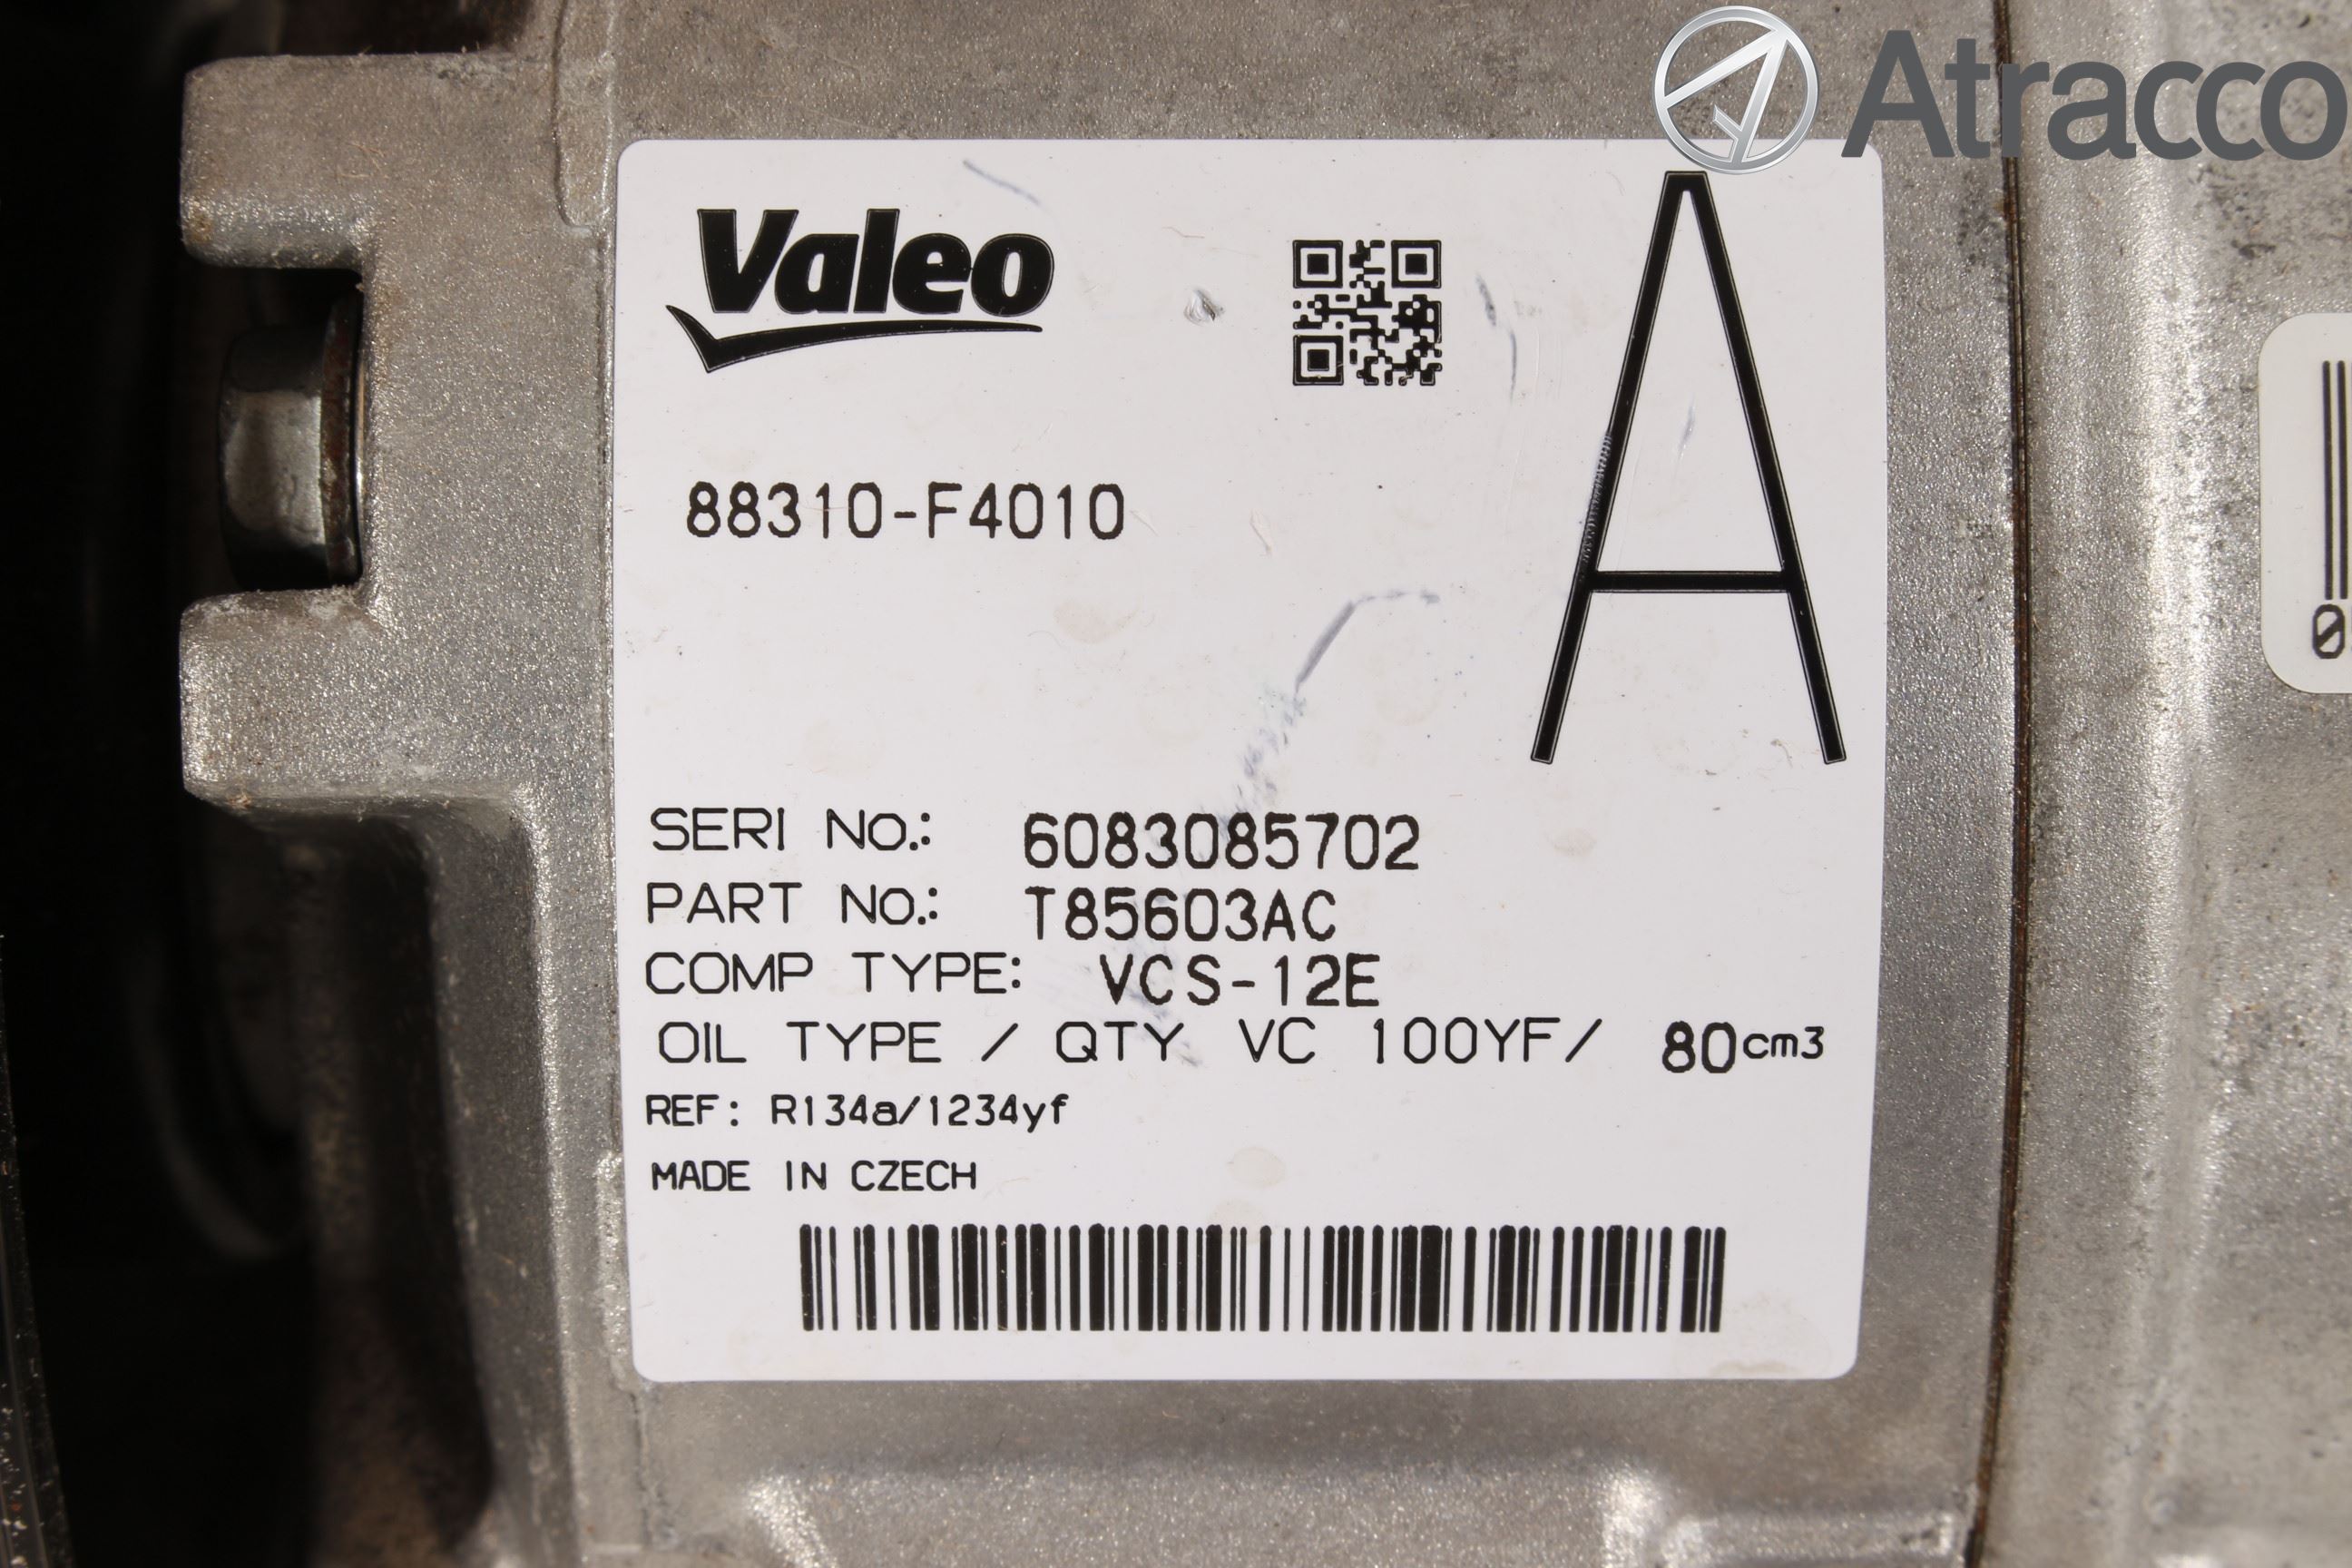 Atracco
Valeo
A
88310-F4010
SERI No.: 6083085702
PART No.: T85603AC
COMP TYPE: VCS-12E
OIL TYPE / QTY VC 100YF/ 80cm3
REF: R134a/1234yf
MADE IN CZECH
0